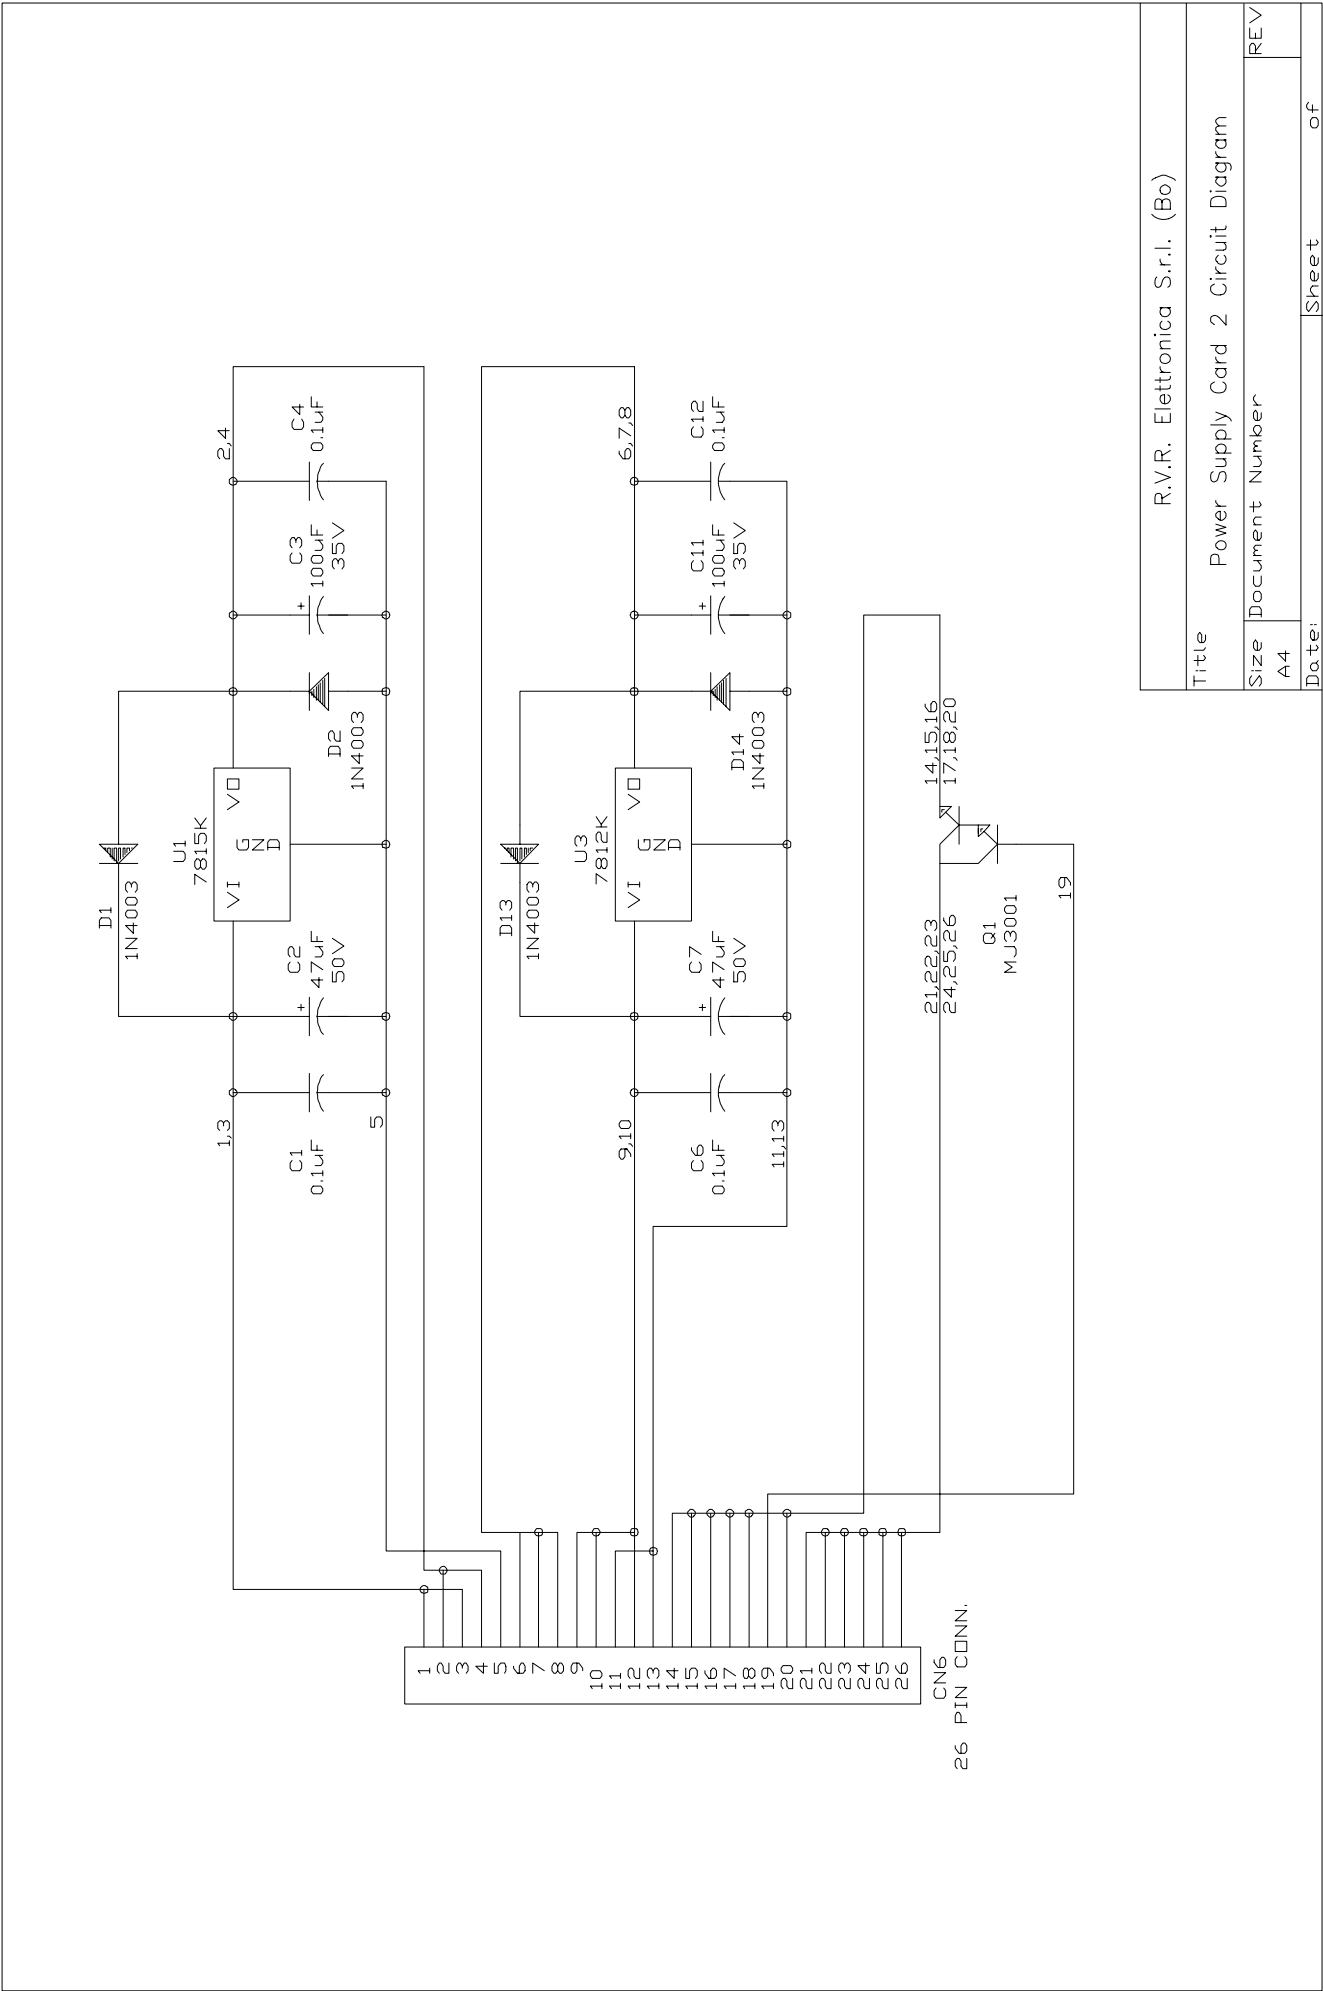 D1
1N4003
U1
7815K
VI
VO
GND
1,3
2,4
5
C1
0.1uF
C2
+
47uF
50V
D2
1N4003
C3
+
100uF
35V
C4
0.1uF
D13
1N4003
U3
7812K
VI
VO
GND
9,10
6,7,8
11,13
C6
0.1uF
C7
+
47uF
50V
D14
1N4003
C11
+
100uF
35V
C12
0.1uF
21,22,23
24,25,26
14,15,16
17,18,20
Q1
MJ3001
19
1
2
3
4
5
6
7
8
9
10
11
12
13
14
15
16
17
18
19
20
21
22
23
24
25
26
CN6
26 PIN CONN.
R.V.R. Elettronica S.r.l. (Bo)
Title
Power Supply Card 2 Circuit Diagram
Size
Document Number
REV
A4
Date:
Sheet
of